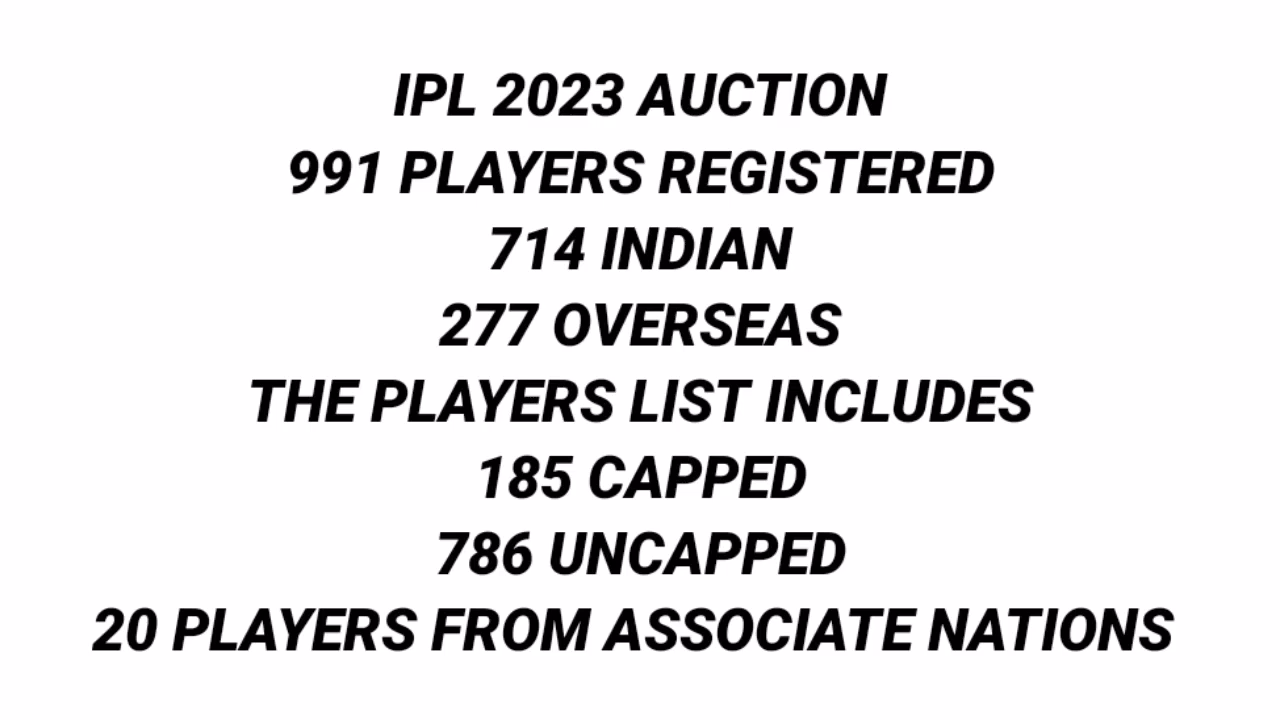 IPL 2023 AUCTION
991 PLAYERS REGISTERED
714 INDIAN
277 OVERSEAS
THE PLAYERS LIST INCLUDES
185 CAPPED
786 UNCAPPED
20 PLAYERS FROM ASSOCIATE NATIONS